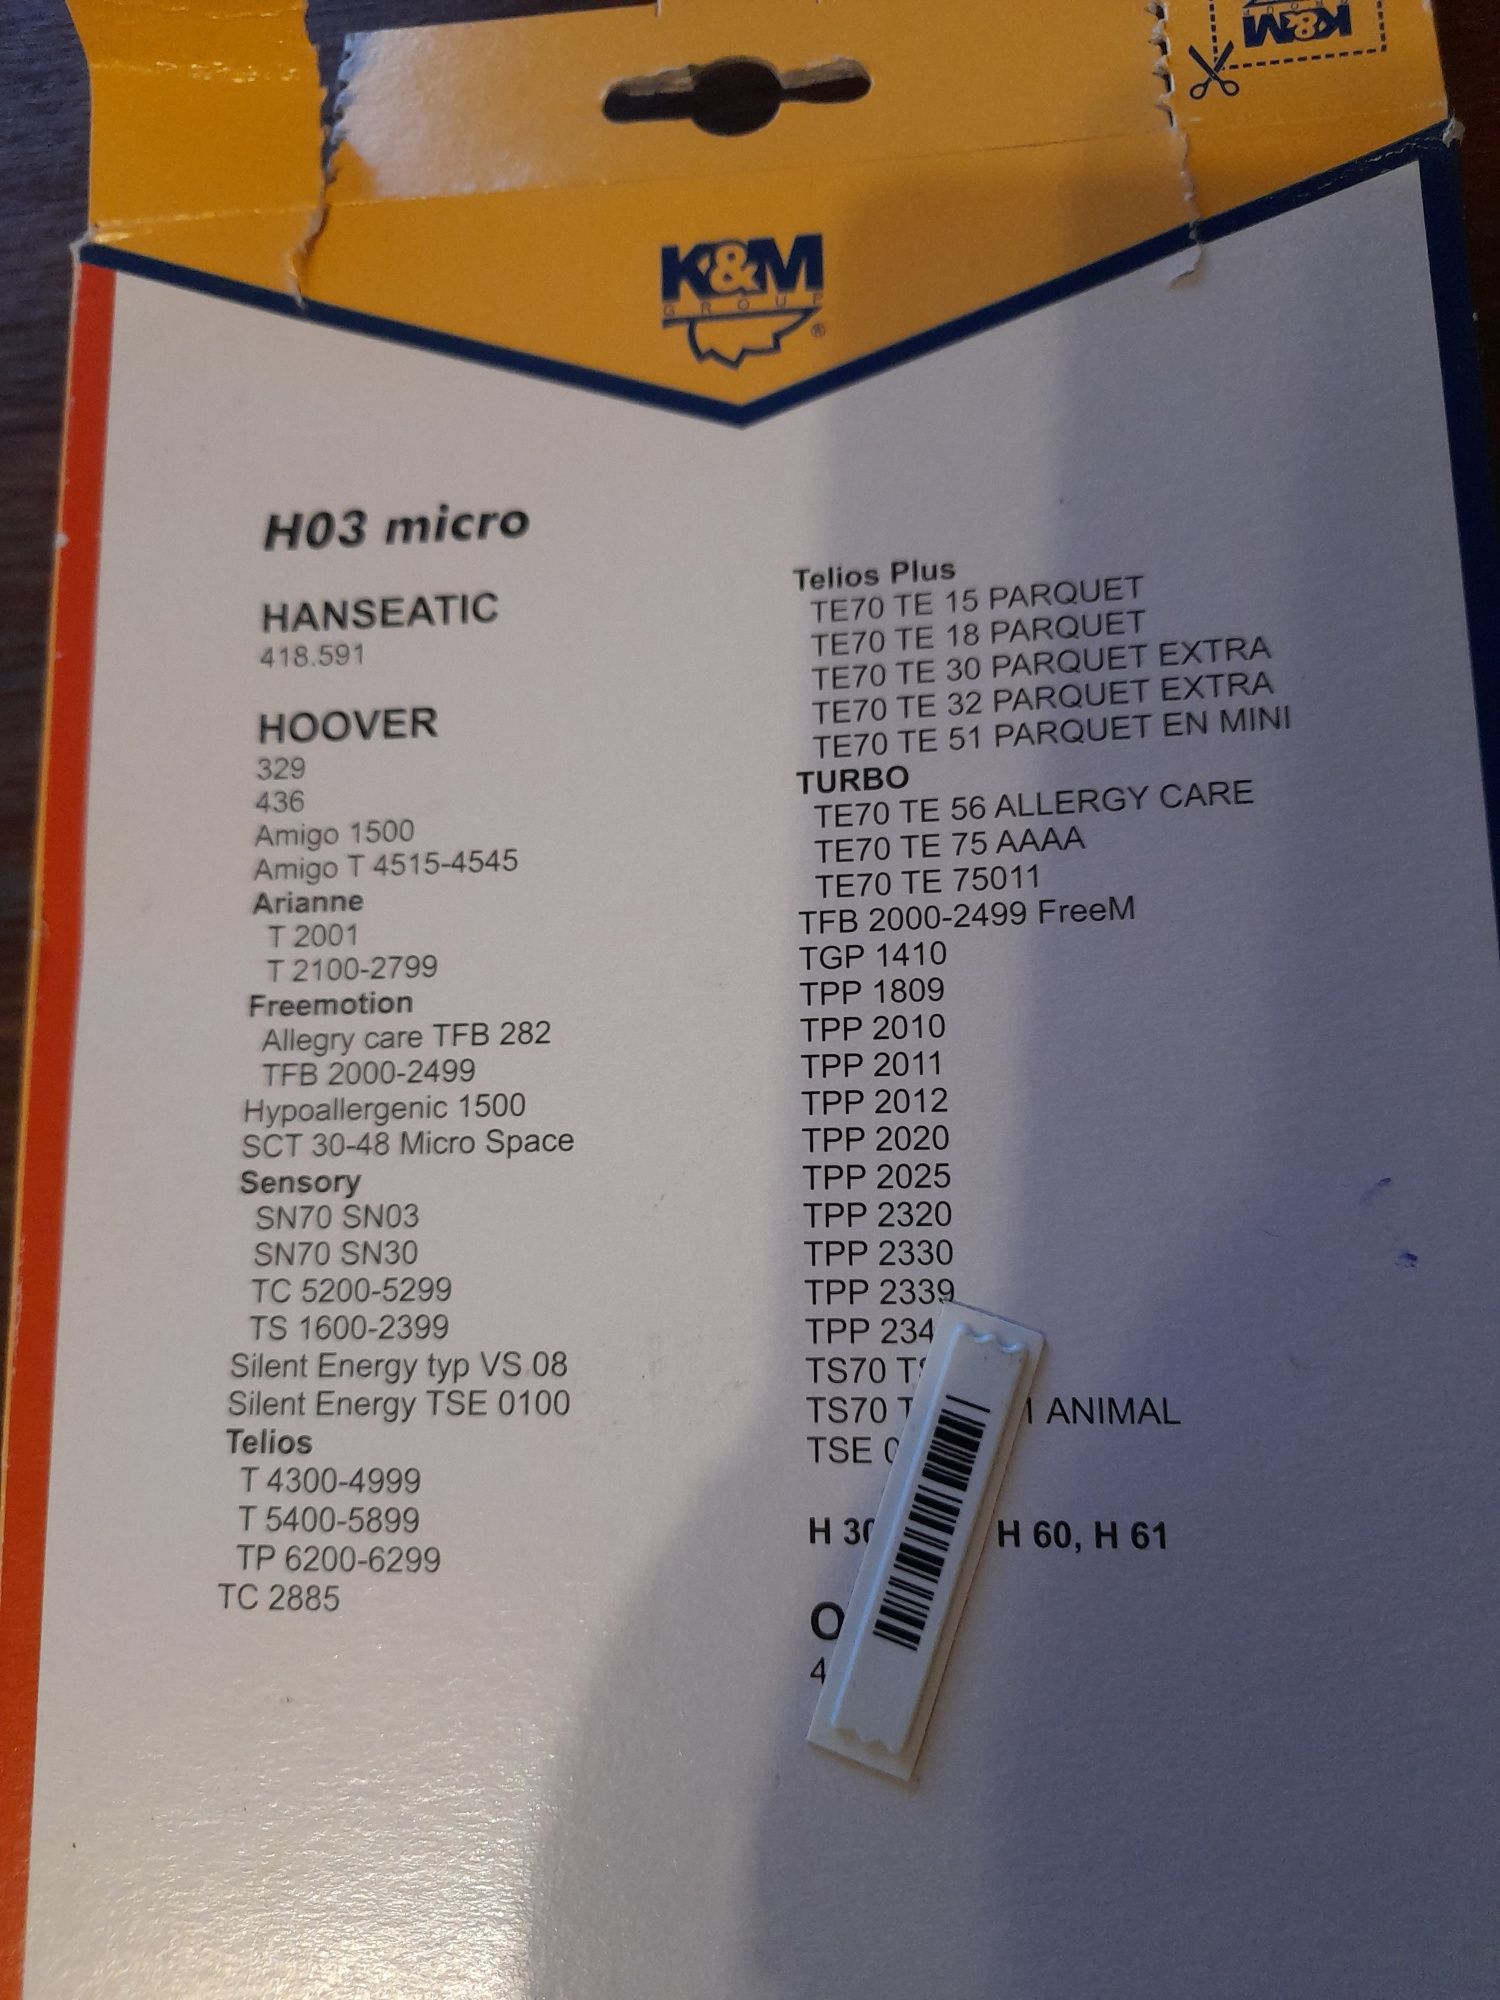 K&M
K&M
GROUP
®
H03 micro
HANSEATIC
418.591
HOOVER
329
436
Amigo 1500
Amigo T 4515-4545
Arianne
T 2001
T 2100-2799
Freemotion
Allegry care TFB 282
TFB 2000-2499
Hypoallergenic 1500
SCT 30-48 Micro Space
Sensory
SN70 SN03
SN70 SN30
TC 5200-5299
TS 1600-2399
Silent Energy typ VS 08
Silent Energy TSE 0100
Telios
T 4300-4999
T 5400-5899
TP 6200-6299
TC 2885
Telios Plus
TE70 TE 15 PARQUET
TE70 TE 18 PARQUET
TE70 TE 30 PARQUET EXTRA
TE70 TE 32 PARQUET EXTRA
TE70 TE 51 PARQUET EN MINI
TURBO
TE70 TE 56 ALLERGY CARE
TE70 TE 75 AAAA
TE70 TE 75011
TFB 2000-2499 FreeM
TGP 1410
TPP 1809
TPP 2010
TPP 2011
TPP 2012
TPP 2020
TPP 2025
TPP 2320
TPP 2330
TPP 2339
TPP
TS70
TS70 ANIMAL
TSE
H H 60, H 61